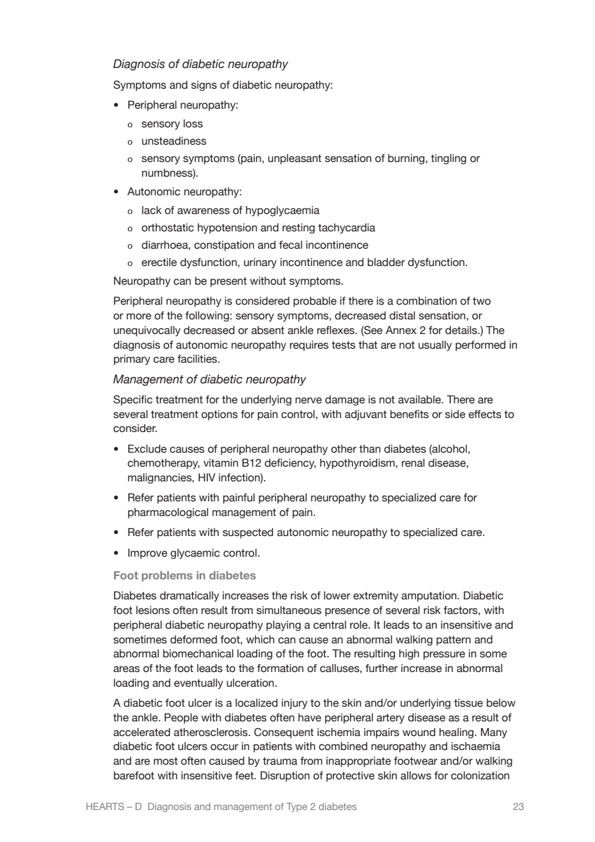 Diagnosis of diabetic neuropathy
Symptoms and signs of diabetic neuropathy:
• Peripheral neuropathy:
o sensory loss
o unsteadiness
o sensory symptoms (pain, unpleasant sensation of burning, tingling or
numbness).
• Autonomic neuropathy:
o lack of awareness of hypoglycaemia
o orthostatic hypotension and resting tachycardia
o diarrhoea, constipation and fecal incontinence
o erectile dysfunction, urinary incontinence and bladder dysfunction.
Neuropathy can be present without symptoms.
Peripheral neuropathy is considered probable if there is a combination of two
or more of the following: sensory symptoms, decreased distal sensation, or
unequivocally decreased or absent ankle reflexes. (See Annex 2 for details.) The
diagnosis of autonomic neuropathy requires tests that are not usually performed in
primary care facilities.
Management of diabetic neuropathy
Specific treatment for the underlying nerve damage is not available. There are
several treatment options for pain control, with adjuvant benefits or side effects to
consider.
• Exclude causes of peripheral neuropathy other than diabetes (alcohol,
chemotherapy, vitamin B12 deficiency, hypothyroidism, renal disease,
malignancies, HIV infection).
• Refer patients with painful peripheral neuropathy to specialized care for
pharmacological management of pain.
• Refer patients with suspected autonomic neuropathy to specialized care.
• Improve glycaemic control.
Foot problems in diabetes
Diabetes dramatically increases the risk of lower extremity amputation. Diabetic
foot lesions often result from simultaneous presence of several risk factors, with
peripheral diabetic neuropathy playing a central role. It leads to an insensitive and
sometimes deformed foot, which can cause an abnormal walking pattern and
abnormal biomechanical loading of the foot. The resulting high pressure in some
areas of the foot leads to the formation of calluses, further increase in abnormal
loading and eventually ulceration.
A diabetic foot ulcer is a localized injury to the skin and/or underlying tissue below
the ankle. People with diabetes often have peripheral artery disease as a result of
accelerated atherosclerosis. Consequent ischemia impairs wound healing. Many
diabetic foot ulcers occur in patients with combined neuropathy and ischaemia
and are most often caused by trauma from inappropriate footwear and/or walking
barefoot with insensitive feet. Disruption of protective skin allows for colonization
HEARTS – D Diagnosis and management of Type 2 diabetes 23